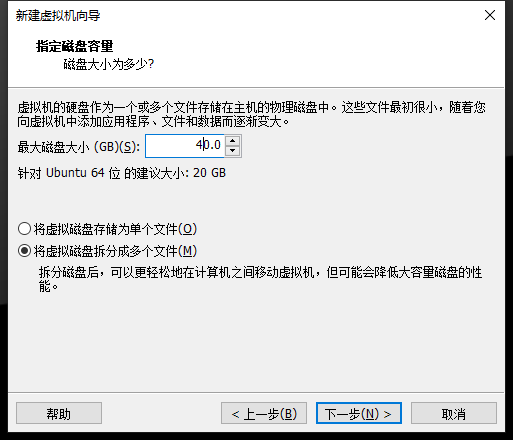 新建虚拟机向导
指定磁盘容量
磁盘大小为多少?
虚拟机的硬盘作为一个或多个文件存储在主机的物理磁盘中。这些文件最初很小，随着您
向虚拟机中添加应用程序、文件和数据而逐渐变大。
最大磁盘大小 (GB)(S): 40.0
针对 Ubuntu 64 位 的建议大小: 20 GB
将虚拟磁盘存储为单个文件(O)
将虚拟磁盘拆分成多个文件(M)
拆分磁盘后，可以更轻松地在计算机之间移动虚拟机，但可能会降低大容量磁盘的性
能。
帮助 < 上一步(B) 下一步(N) > 取消